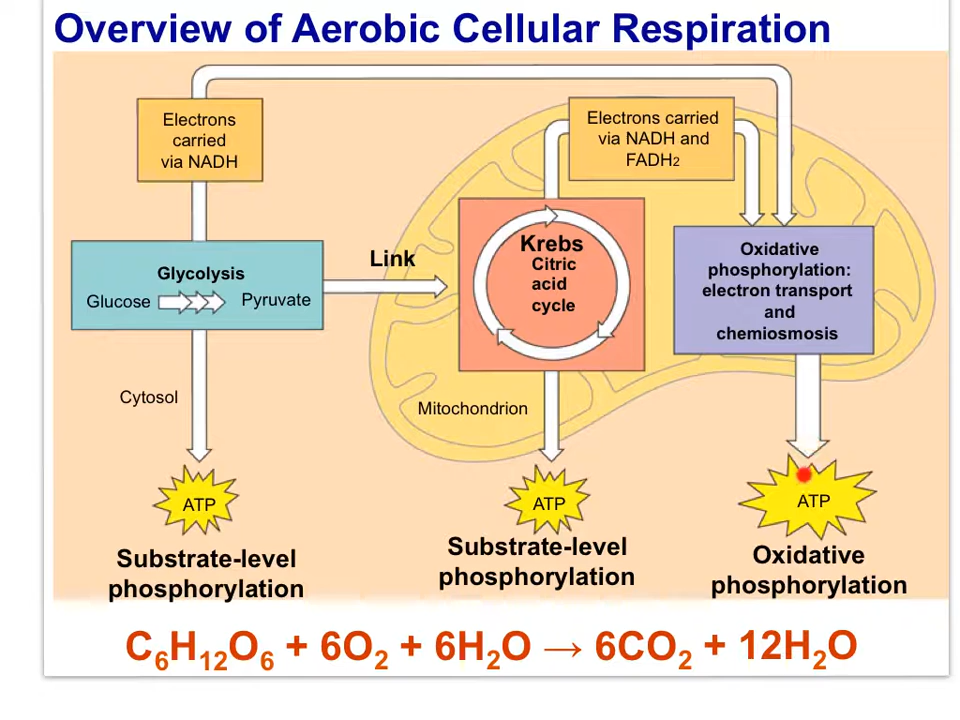 Overview of Aerobic Cellular Respiration
Electrons
carried
via NADH
Electrons carried
via NADH and
FADH2
Glycolysis
Glucose
Pyruvate
Link
Krebs
Citric
acid
cycle
Oxidative
phosphorylation:
electron transport
and
chemiosmosis
Cytosol
Mitochondrion
ATP
ATP
ATP
Substrate-level
phosphorylation
Substrate-level
phosphorylation
Oxidative
phosphorylation
C6H12O6 + 6O2 + 6H2O → 6CO2 + 12H2O